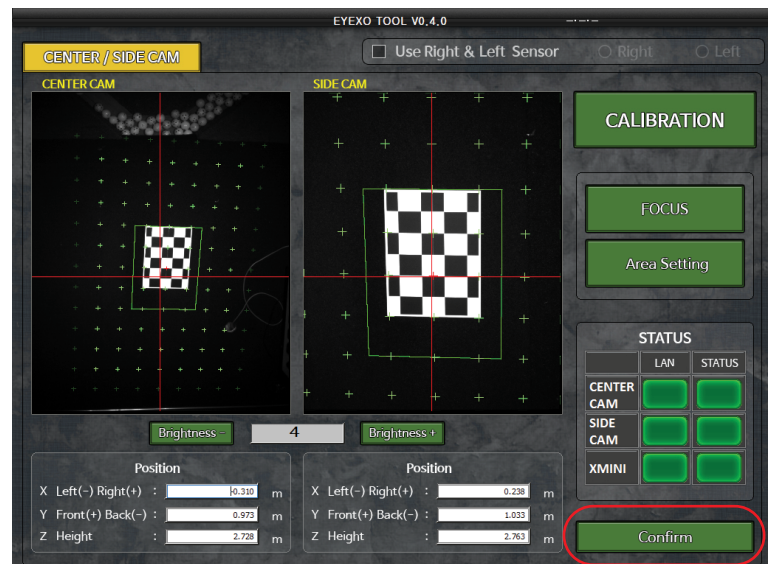 EYEXO TOOL V0.4.0
CENTER / SIDE CAM
Use Right & Left Sensor
Right
Left
CENTER CAM
SIDE CAM
CALIBRATION
FOCUS
Area Setting
STATUS
LAN STATUS
CENTER CAM
SIDE CAM
XMINI
Brightness -
4
Brightness +
Position
X Left(-) Right(+) : -0.310 m
Y Front(+) Back(-) : 0.973 m
Z Height : 2.728 m
Position
X Left(-) Right(+) : 0.238 m
Y Front(+) Back(-) : 1.033 m
Z Height : 2.763 m
Confirm